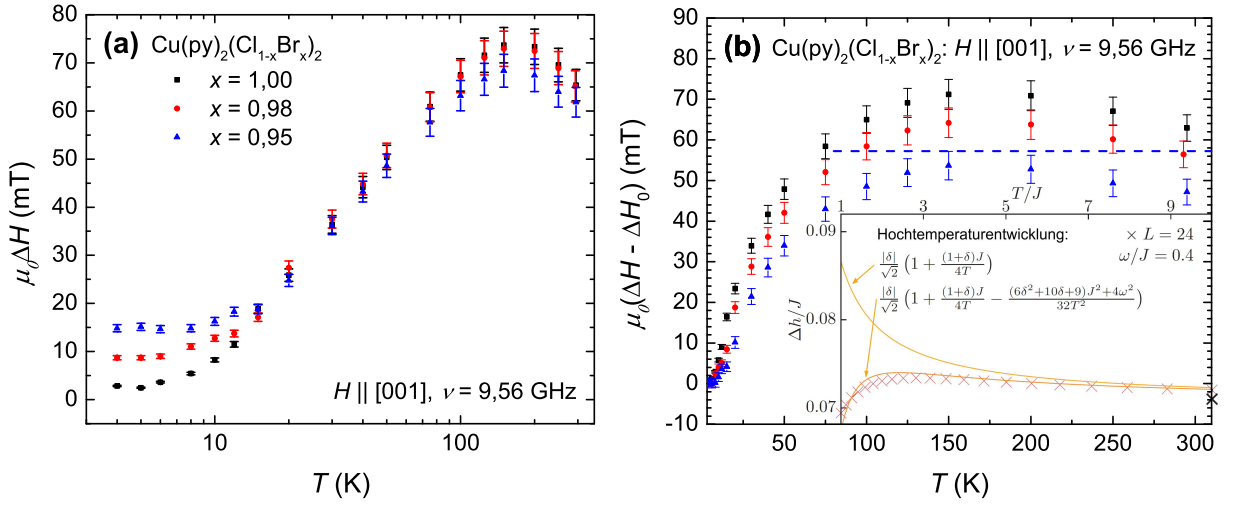 (a)
Cu(py)₂(Cl₁₋ₓBrₓ)₂
x = 1,00
x = 0,98
x = 0,95
H || [001], ν = 9,56 GHz
80
70
60
50
40
30
20
10
0
μ₀ΔH (mT)
10
100
T (K)
(b)
Cu(py)₂(Cl₁₋ₓBrₓ)₂: H || [001], ν = 9,56 GHz
90
80
70
60
50
40
30
20
10
0
-10
μ₀(ΔH - ΔH₀) (mT)
0
50
100
150
200
250
300
T (K)
T/J
1
3
5
7
9
0.09
0.08
0.07
Δh/J
Hochtemperaturentwicklung:
× L = 24
ω/J = 0.4
|δ|/√2 (1 + (1+δ)J/4T)
|δ|/√2 (1 + (1+δ)J/4T − (6δ²+10δ+9)J²+4ω²/32T²)